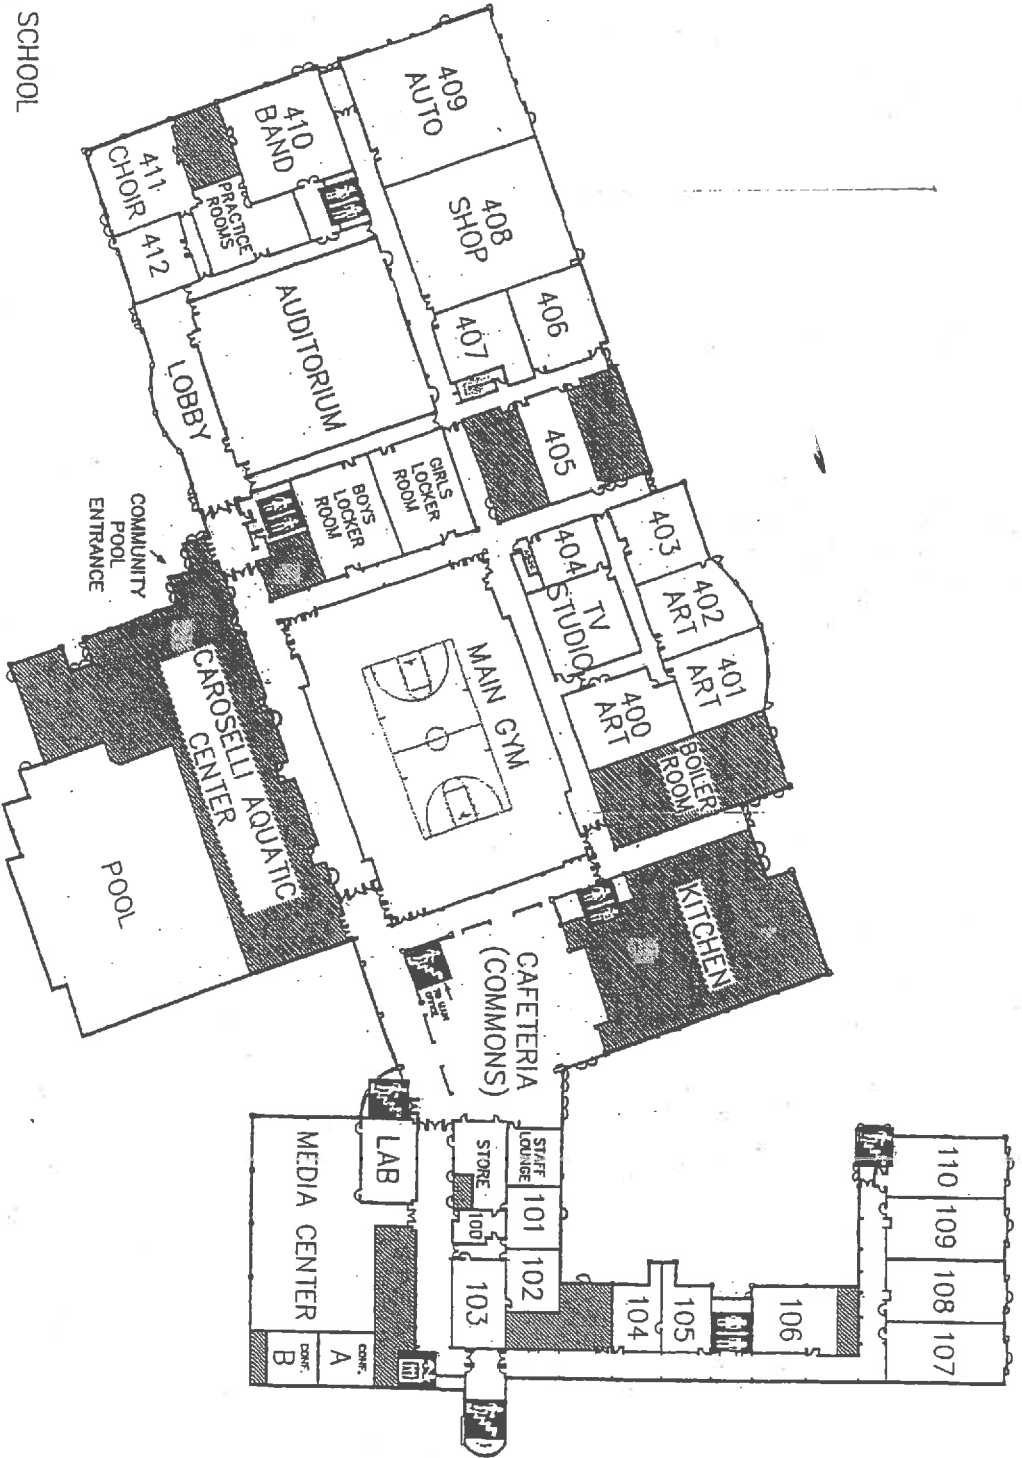 SCHOOL
409
AUTO
410
BAND
411
CHOIR
PRACTICE
ROOMS
412
408
SHOP
406
407
AUDITORIUM
LOBBY
405
GIRLS
LOCKER
ROOM
BOYS
LOCKER
ROOM
COMMUNITY
POOL
ENTRANCE
403
404
402
ART
TV
STUDIO
401
ART
400
ART
MAIN GYM
BOILER
ROOM
CAROSELLI AQUATIC
CENTER
POOL
KITCHEN
CAFETERIA
(COMMONS)
LAB
MEDIA CENTER
STORE
STAFF
LOUNGE
101
100
102
103
104
105
106
110
109
108
107
CONF.
A
CONF.
B